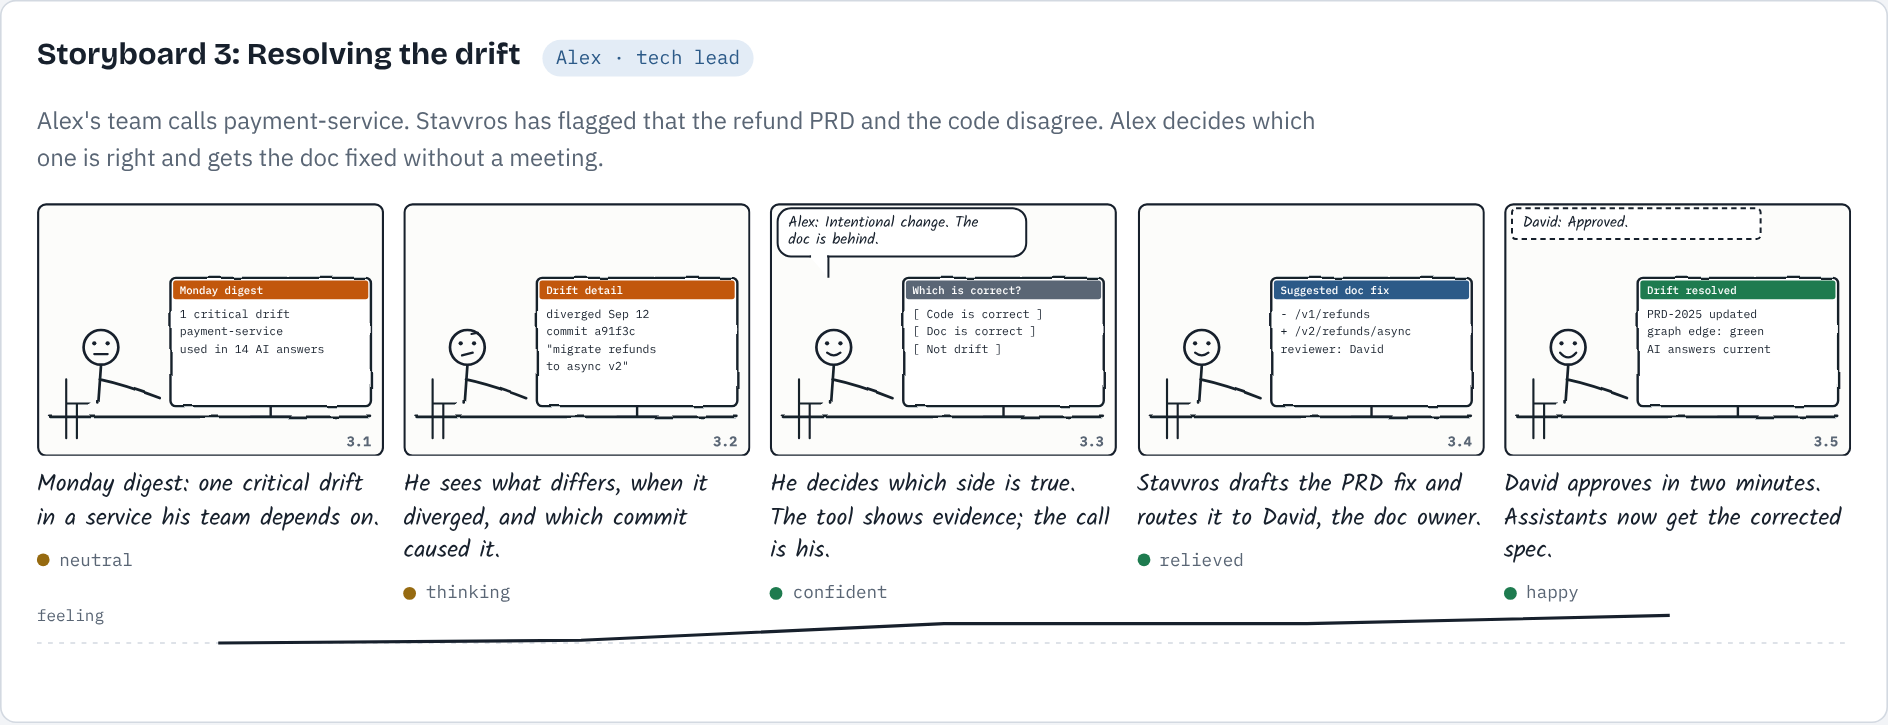 Storyboard 3: Resolving the drift
Alex · tech lead
Alex's team calls payment-service. Stavvros has flagged that the refund PRD and the code disagree. Alex decides which
one is right and gets the doc fixed without a meeting.
Monday digest
1 critical drift
payment-service
used in 14 AI answers
3.1
Monday digest: one critical drift
in a service his team depends on.
neutral
Drift detail
diverged Sep 12
commit a91f3c
"migrate refunds
to async v2"
3.2
He sees what differs, when it
diverged, and which commit
caused it.
thinking
Alex: Intentional change. The
doc is behind.
Which is correct?
[ Code is correct ]
[ Doc is correct ]
[ Not drift ]
3.3
He decides which side is true.
The tool shows evidence; the call
is his.
confident
Suggested doc fix
- /v1/refunds
+ /v2/refunds/async
reviewer: David
3.4
Stavvros drafts the PRD fix and
routes it to David, the doc owner.
relieved
David: Approved.
Drift resolved
PRD-2025 updated
graph edge: green
AI answers current
3.5
David approves in two minutes.
Assistants now get the corrected
spec.
happy
feeling